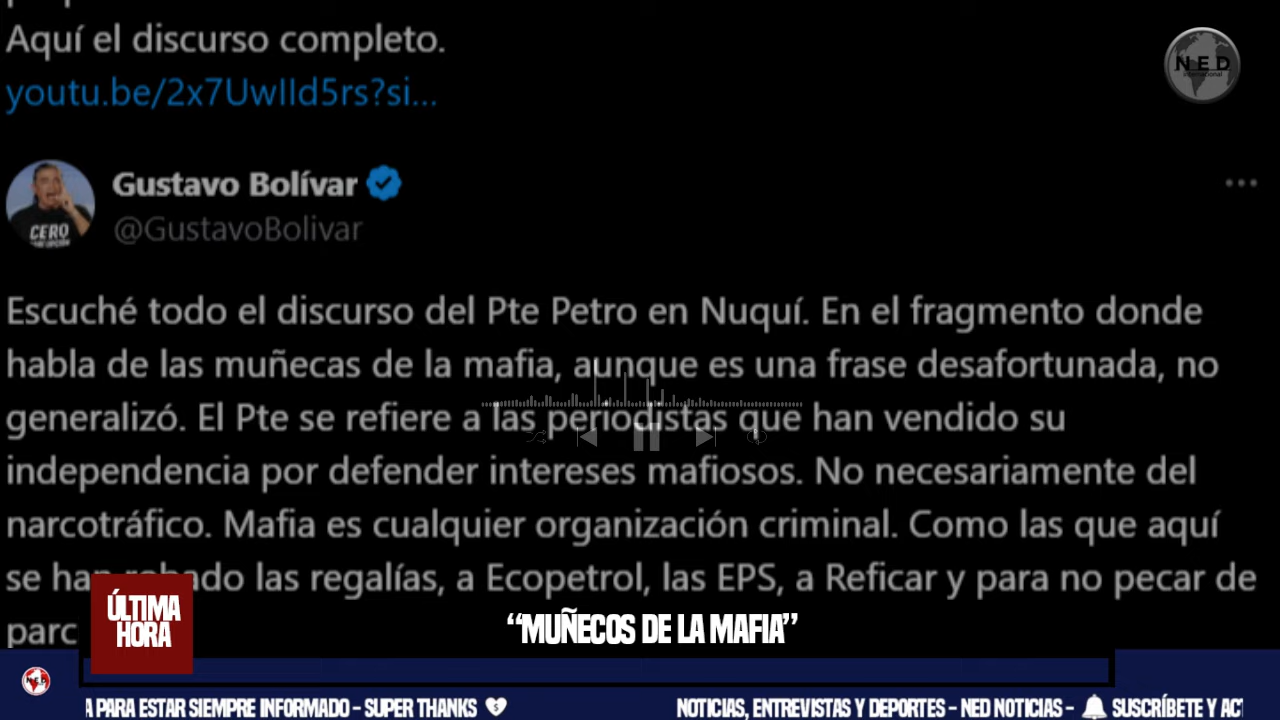 Aquí el discurso completo.
youtu.be/2x7UwIId5rs?si...
NED
international
Gustavo Bolívar
@GustavoBolivar
CERO
Escuché todo el discurso del Pte Petro en Nuquí. En el fragmento donde
habla de las muñecas de la mafia, aunque es una frase desafortunada, no
generalizó. El Pte se refiere a las periodistas que han vendido su
independencia por defender intereses mafiosos. No necesariamente del
narcotráfico. Mafia es cualquier organización criminal. Como las que aquí
se han robado las regalías, a Ecopetrol, las EPS, a Reficar y para no pecar de
parc
ÚLTIMA
HORA
“MUÑECOS DE LA MAFIA”
NED
A PARA ESTAR SIEMPRE INFORMADO - SUPER THANKS
NOTICIAS, ENTREVISTAS Y DEPORTES - NED NOTICIAS - SUSCRÍBETE Y ACT